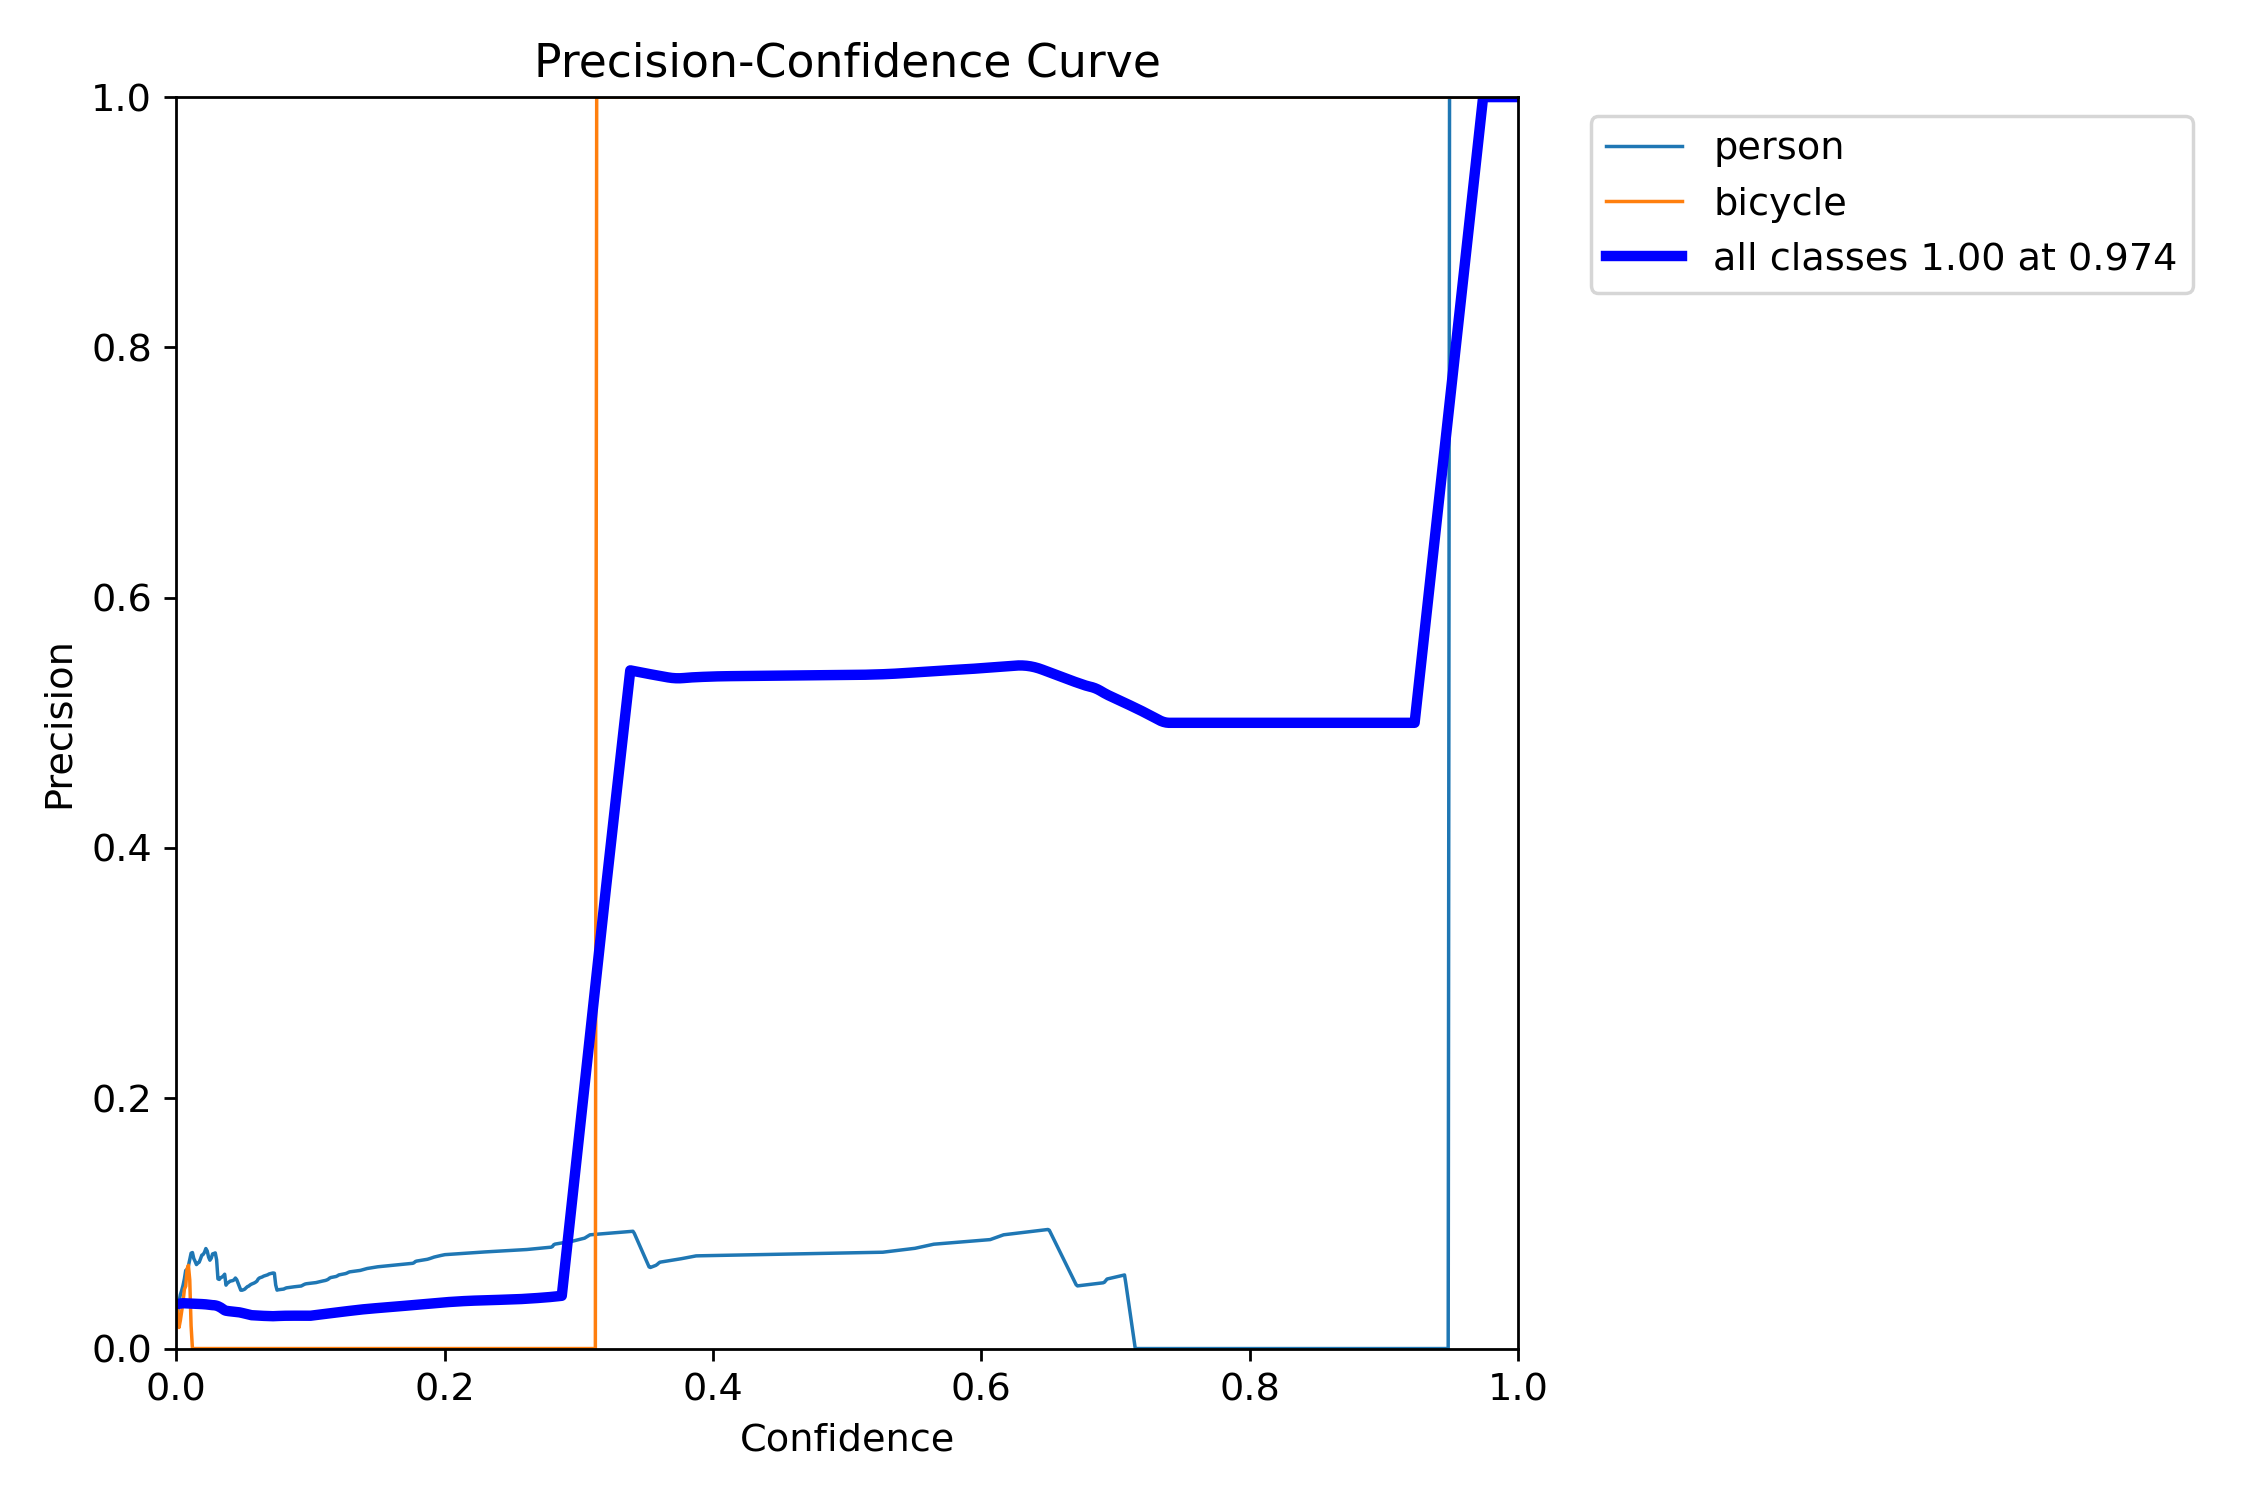 Precision-Confidence Curve
1.0
0.8
0.6
0.4
0.2
0.0
Precision
0.0 0.2 0.4 0.6 0.8 1.0
Confidence
person
bicycle
all classes 1.00 at 0.974